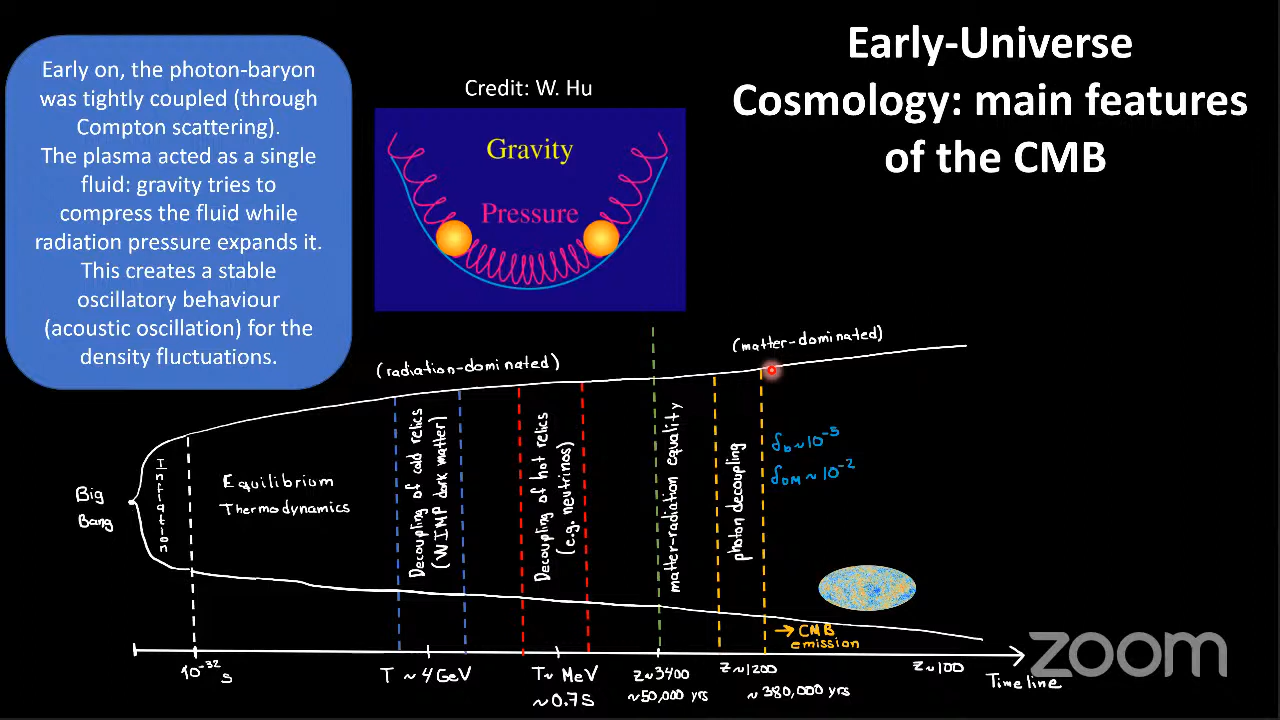 Early-Universe
Cosmology: main features
of the CMB
Early on, the photon-baryon
was tightly coupled (through
Compton scattering).
The plasma acted as a single
fluid: gravity tries to
compress the fluid while
radiation pressure expands it.
This creates a stable
oscillatory behaviour
(acoustic oscillation) for the
density fluctuations.
Credit: W. Hu
Gravity
Pressure
(radiation-dominated)
(matter-dominated)
Big
Bang
Inflation
Equilibrium
Thermodynamics
Decoupling of cold relics
(WIMP dark matter)
Decoupling of hot relics
(e.g. neutrinos)
matter-radiation equality
photon decoupling
δb ~ 10⁻⁵
δDM ~ 10⁻²
→ CMB
emission
10⁻³² s
T ~ 4 GeV
T ~ MeV
~ 0.7 s
z ~ 3400
~50,000 yrs
z ~ 1200
~ 380,000 yrs
z ~ 100
Timeline
zoom